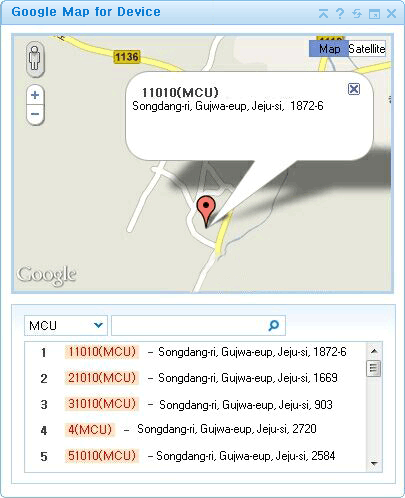 Google Map for Device
1136
Map Satellite
11010(MCU)
Songdang-ri, Gujwa-eup, Jeju-si, 1872-6
Google
MCU
1 11010(MCU) – Songdang-ri, Gujwa-eup, Jeju-si, 1872-6
2 21010(MCU) – Songdang-ri, Gujwa-eup, Jeju-si, 1669
3 31010(MCU) – Songdang-ri, Gujwa-eup, Jeju-si, 903
4 4(MCU) – Songdang-ri, Gujwa-eup, Jeju-si, 2720
5 51010(MCU) – Songdang-ri, Gujwa-eup, Jeju-si, 2584